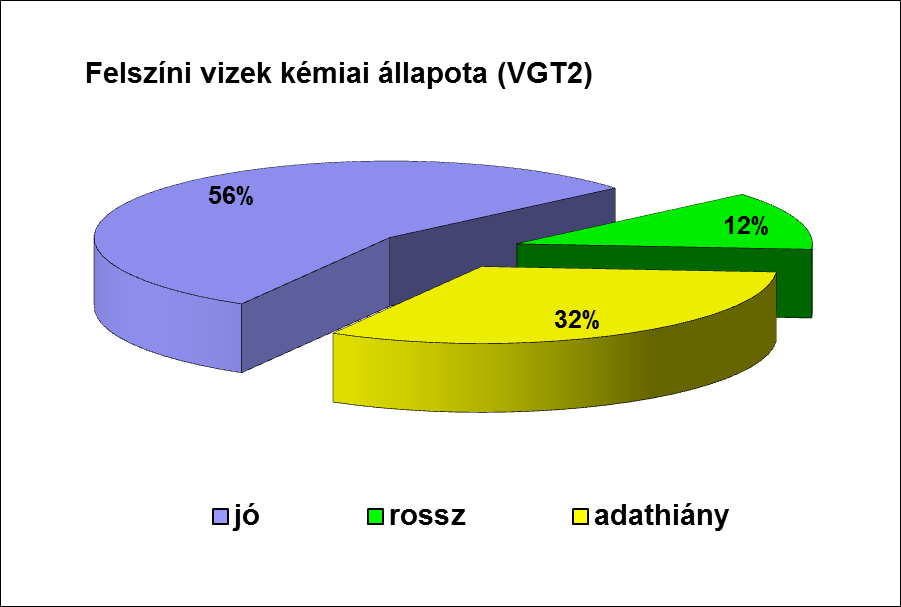 Felszíni vizek kémiai állapota (VGT2)
56%
12%
32%
jó
rossz
adathiány